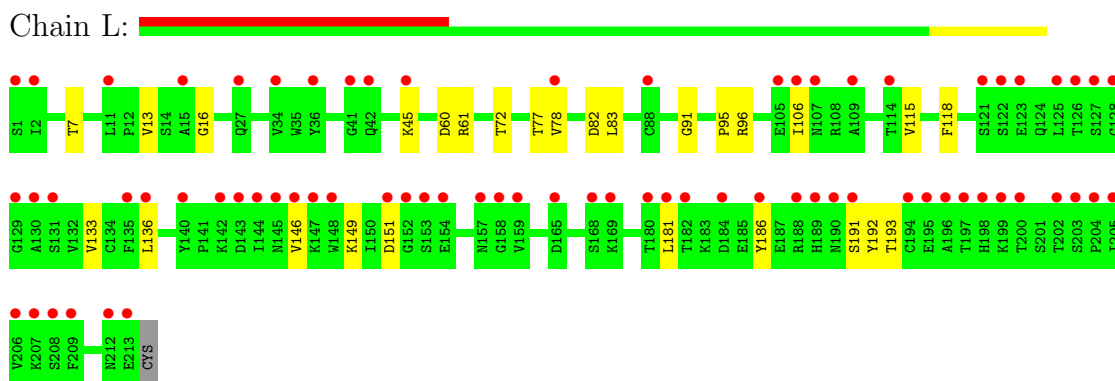 Chain L:
S1 I2 T7 L11 P12 V13 S14 A15 G16 Q27 V34 W35 Y36 G41 Q42 K45 D60 R61 T72 T77 V78 D82 L83 C88 G91 P95 R96 E105 I106 N107 R108 A109 T114 V115 F118 S121 S122 E123 Q124 L125 T126 S127 G128
G129 A130 S131 V132 V133 C134 F135 L136 Y140 P141 K142 D143 I144 N145 V146 K147 W148 K149 I150 D151 G152 S153 E154 N157 G158 V159 D165 S168 K169 T180 L181 T182 K183 D184 E185 Y186 E187 R188 H189 N190 S191 Y192 T193 C194 E195 A196 T197 H198 K199 T200 S201 T202 S203 P204
V206 K207 S208 F209 N212 E213 CYS